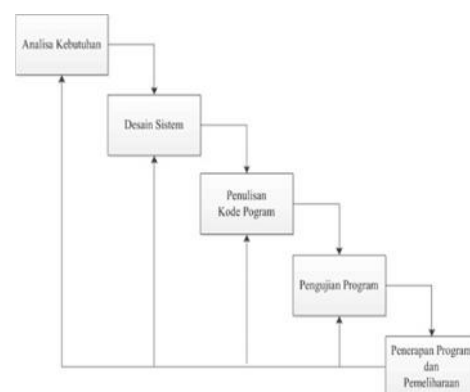 Analisa Kebutuhan
Desain Sistem
Penulisan
Kode Pogram
Pengujian Program
Penerapan Program
dan
Pemeliharaan